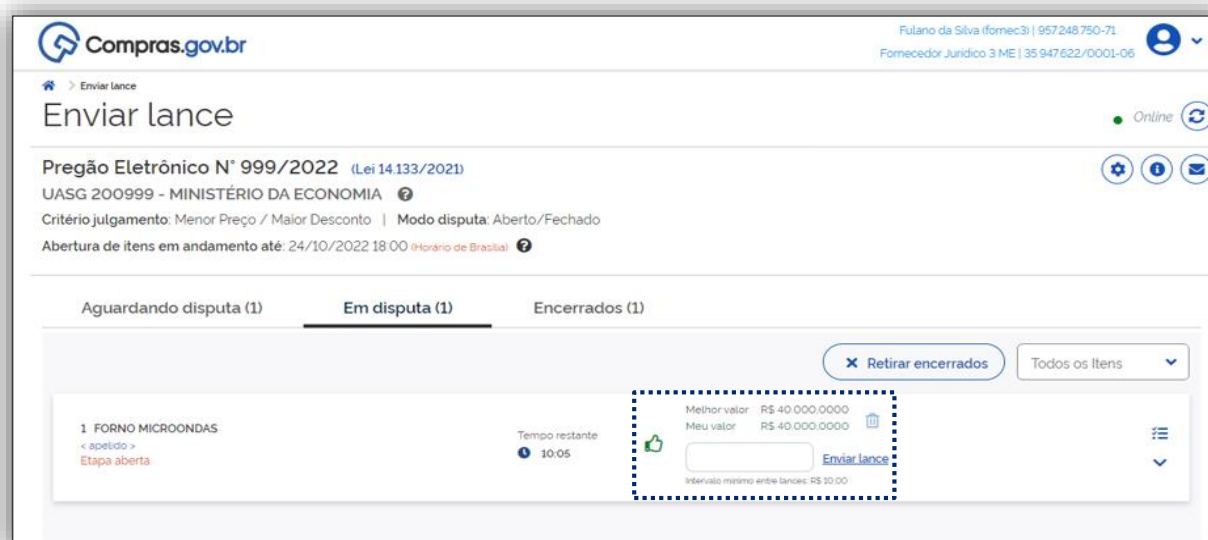 Compras.gov.br
Fulano da Silva (fornec3) | 957.248.750-71
Fornecedor Juridico 3 ME | 35.947.622/0001-06
Enviar lance
Enviar lance
Online
Pregão Eletrônico N° 999/2022 (Lei 14.133/2021)
UASG 200999 - MINISTÉRIO DA ECONOMIA
Critério julgamento: Menor Preço / Maior Desconto | Modo disputa: Aberto/Fechado
Abertura de itens em andamento até: 24/10/2022 18:00 (Horário de Brasília)
Aguardando disputa (1) Em disputa (1) Encerrados (1)
Retirar encerrados Todos os Itens
1 FORNO MICROONDAS
< apelido >
Etapa aberta
Tempo restante
10:05
Melhor valor R$ 40.000,0000
Meu valor R$ 40.000,0000
Enviar lance
Intervalo mínimo entre lances: R$ 10,00